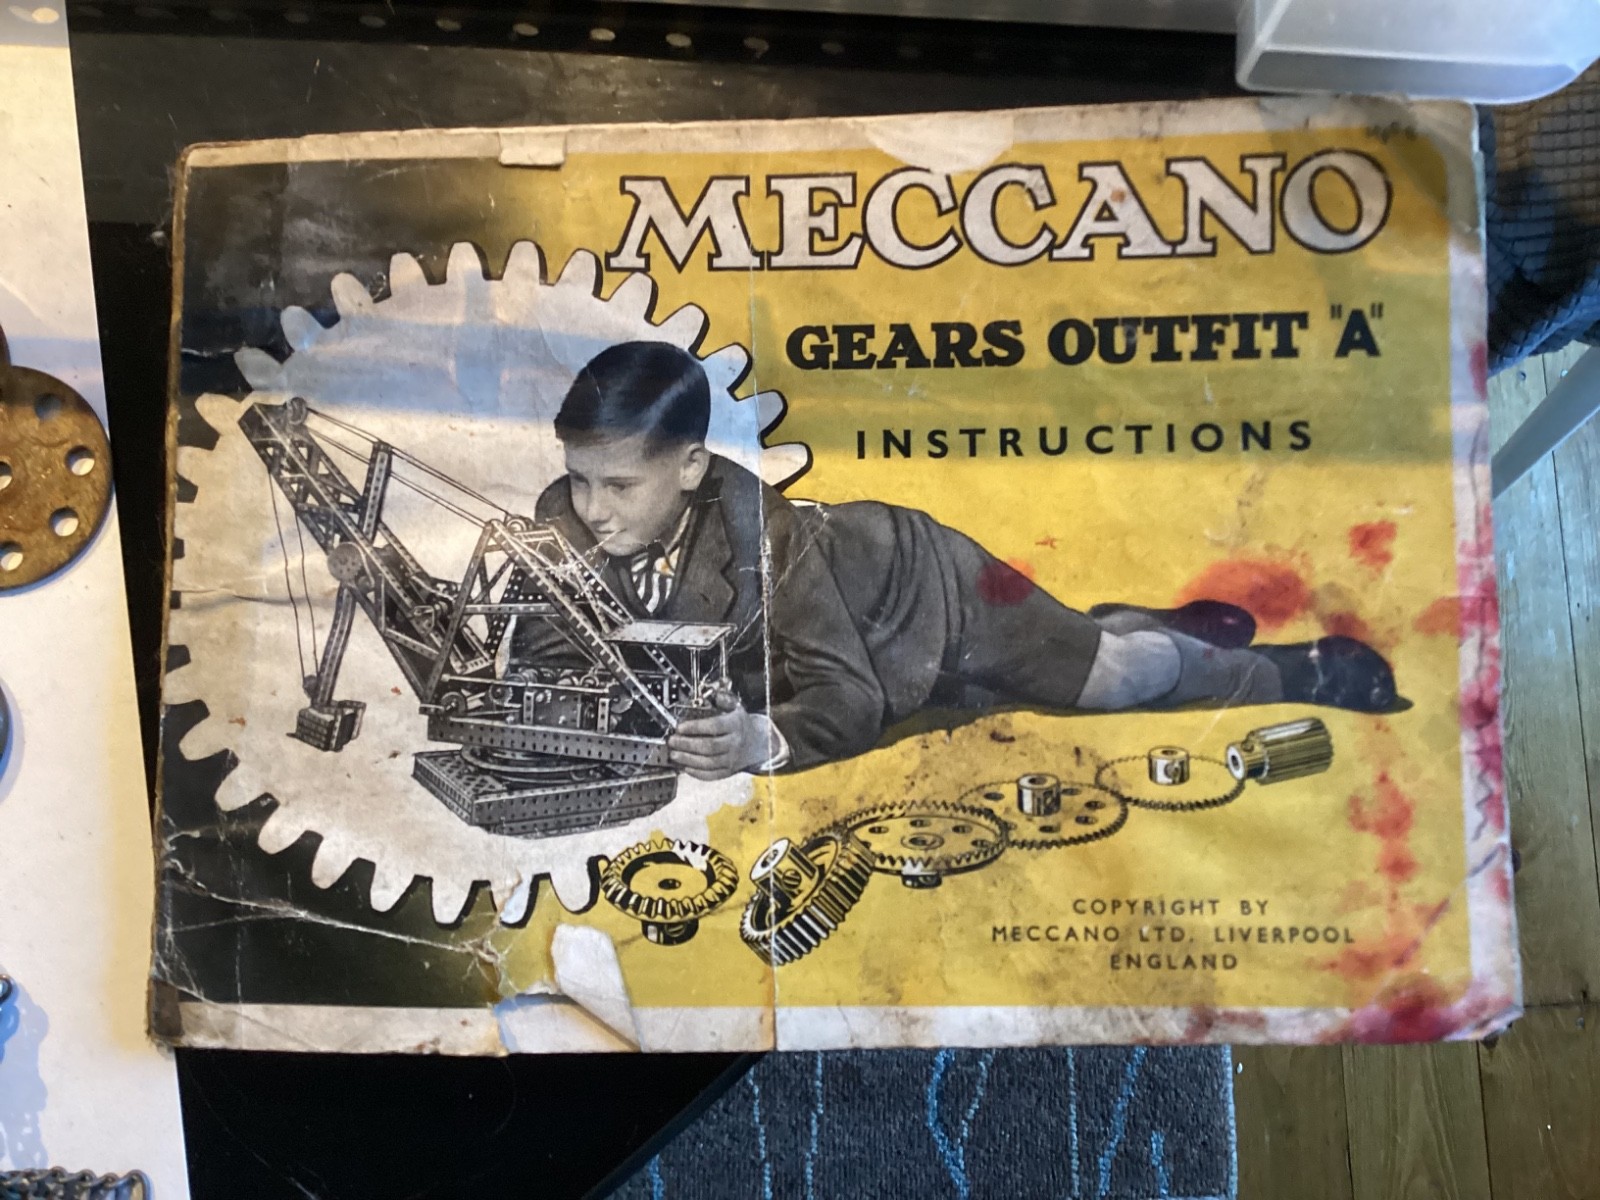 MECCANO
GEARS OUTFIT "A"
INSTRUCTIONS
COPYRIGHT BY
MECCANO LTD. LIVERPOOL
ENGLAND